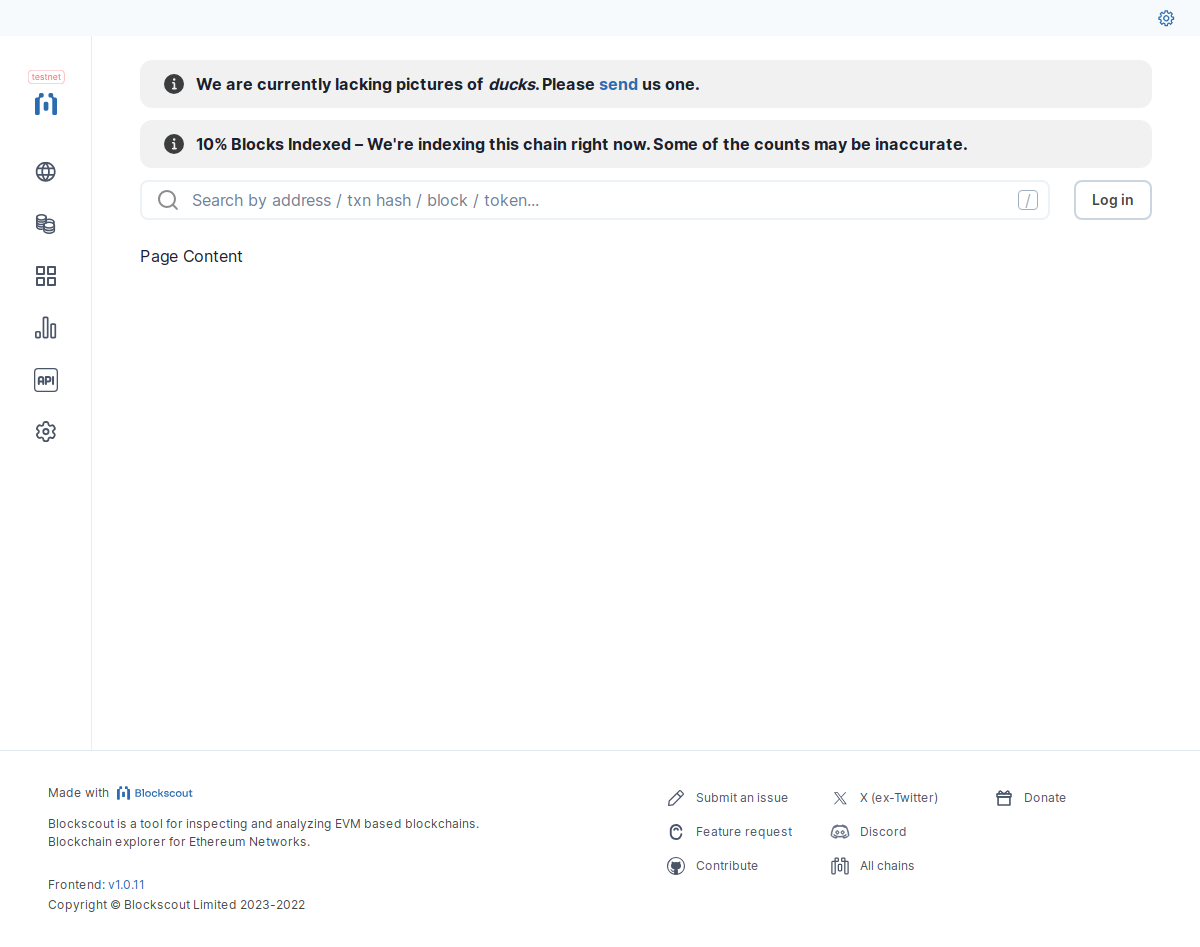 testnet
We are currently lacking pictures of ducks. Please send us one.
10% Blocks Indexed – We're indexing this chain right now. Some of the counts may be inaccurate.
Search by address / txn hash / block / token...
/
Log in
Page Content
API
Made with Blockscout
Blockscout is a tool for inspecting and analyzing EVM based blockchains.
Blockchain explorer for Ethereum Networks.
Frontend: v1.0.11
Copyright © Blockscout Limited 2023-2022
Submit an issue
Feature request
Contribute
X (ex-Twitter)
Discord
All chains
Donate